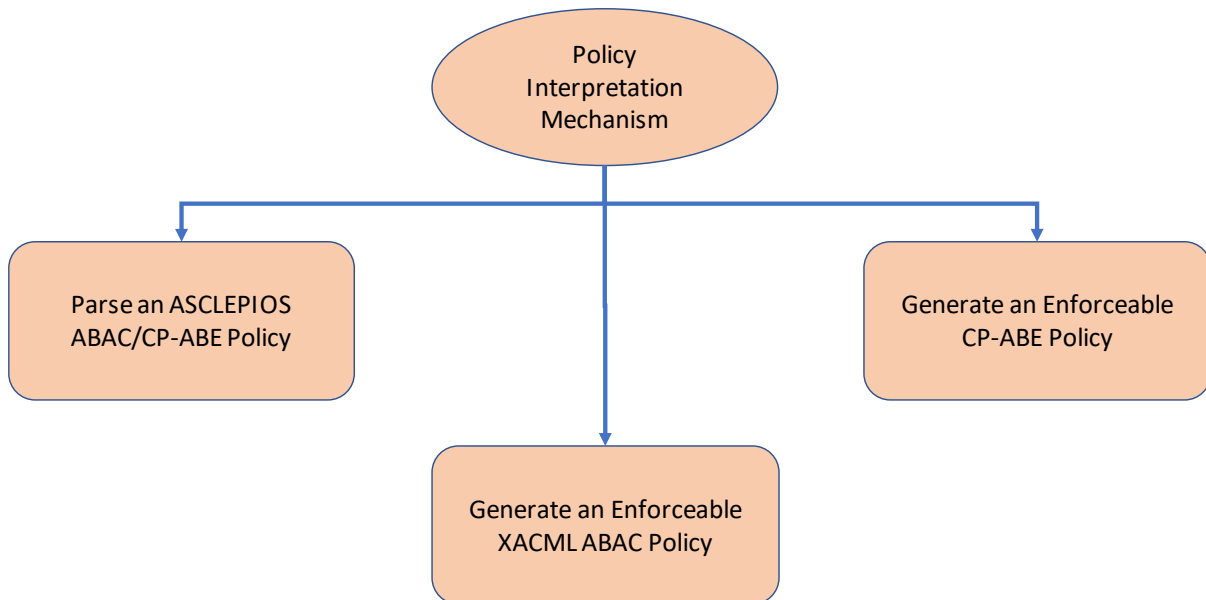 Policy
Interpretation
Mechanism
Parse an ASCLEPIOS
ABAC/CP-ABE Policy
Generate an Enforceable
CP-ABE Policy
Generate an Enforceable
XACML ABAC Policy